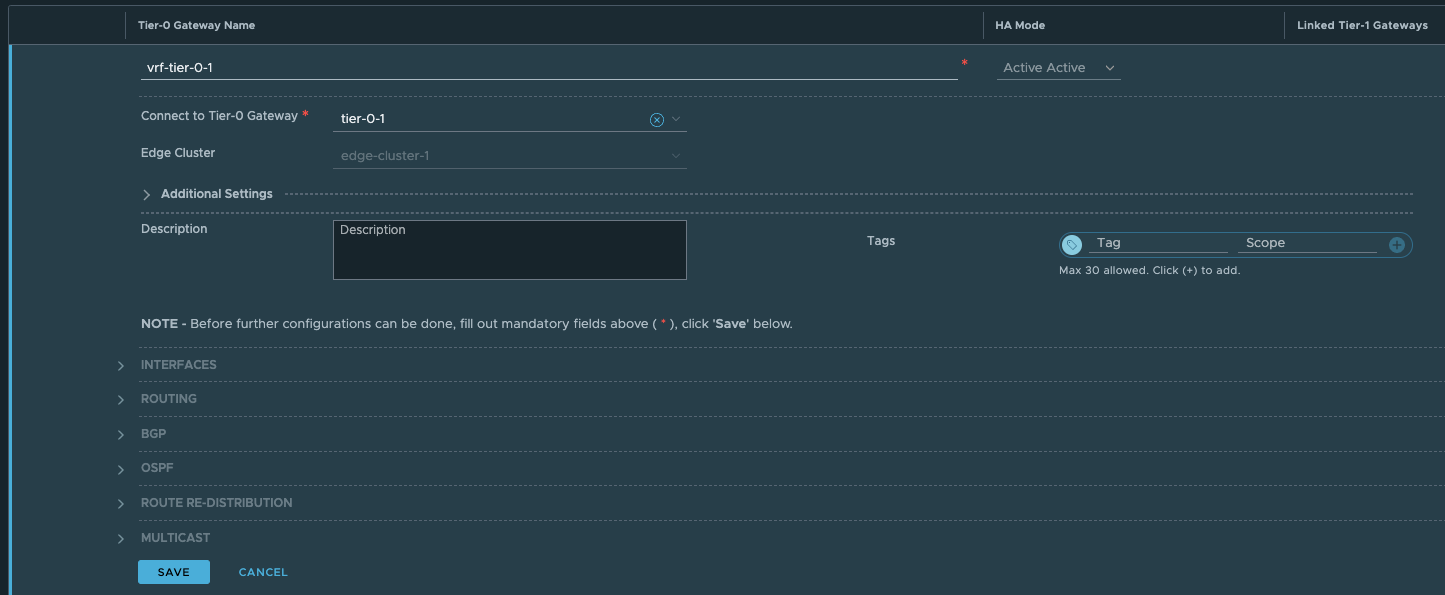 Tier-0 Gateway Name HA Mode Linked Tier-1 Gateways
vrf-tier-0-1 * Active Active
Connect to Tier-0 Gateway * tier-0-1
Edge Cluster edge-cluster-1
Additional Settings
Description Description Tags Tag Scope
Max 30 allowed. Click (+) to add.
NOTE - Before further configurations can be done, fill out mandatory fields above ( * ), click 'Save' below.
INTERFACES
ROUTING
BGP
OSPF
ROUTE RE-DISTRIBUTION
MULTICAST
SAVE CANCEL